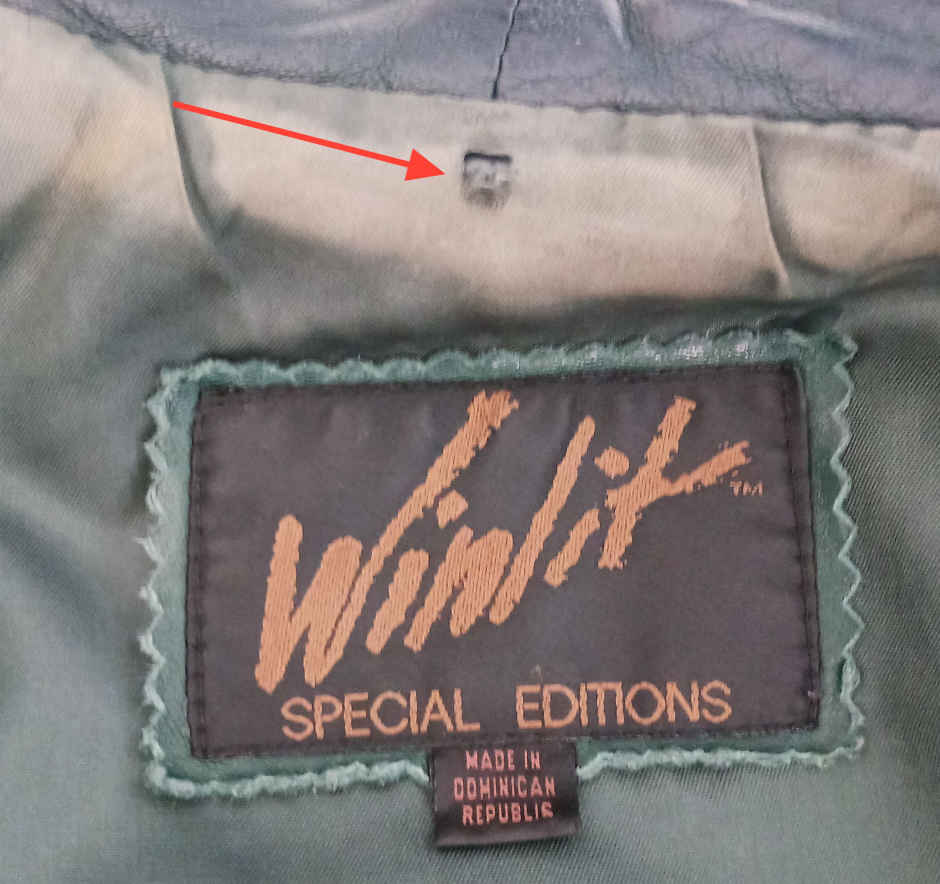 Winlit™
SPECIAL EDITIONS
MADE IN
DOMINICAN
REPUBLIC